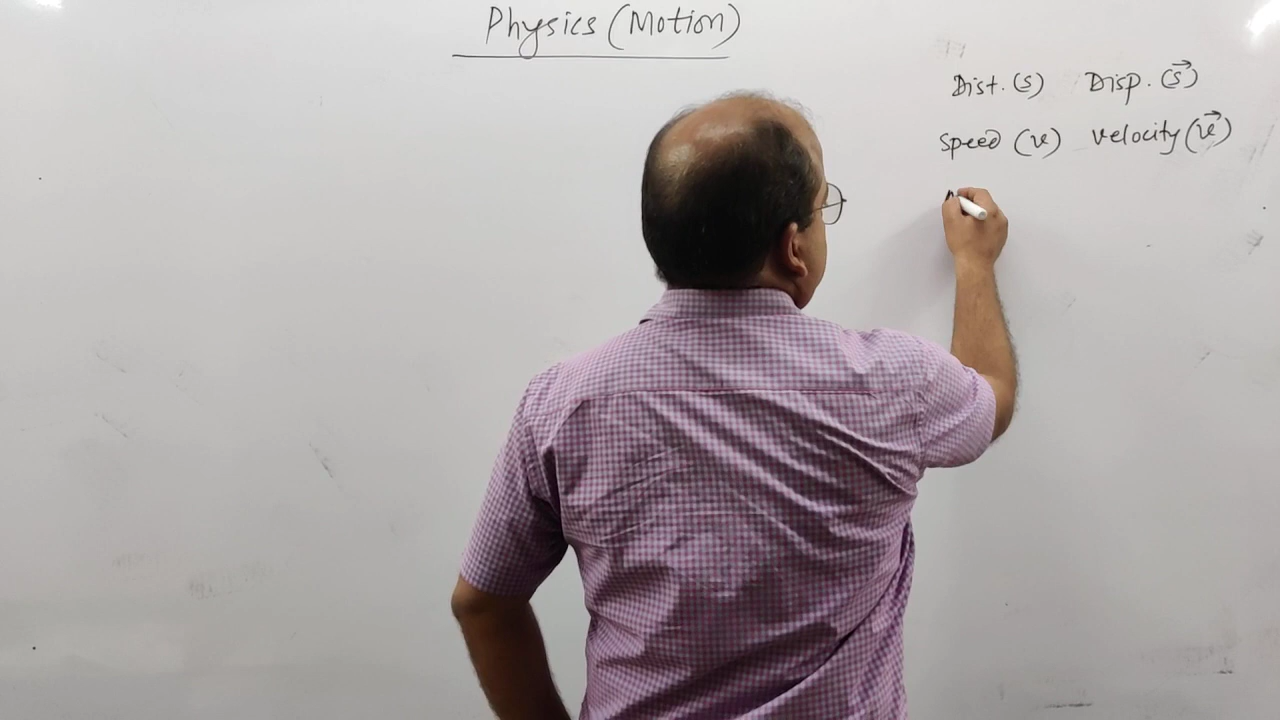 Physics (Motion)
Dist. (s) Disp. (s⃗)
Speed (v) Velocity (v⃗)